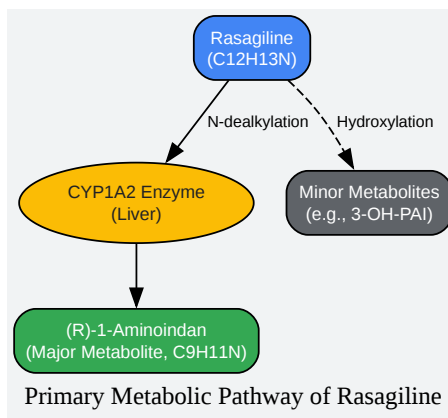 Rasagiline
(C12H13N)
N-dealkylation
Hydroxylation
CYP1A2 Enzyme
(Liver)
Minor Metabolites
(e.g., 3-OH-PAI)
(R)-1-Aminoindan
(Major Metabolite, C9H11N)
Primary Metabolic Pathway of Rasagiline